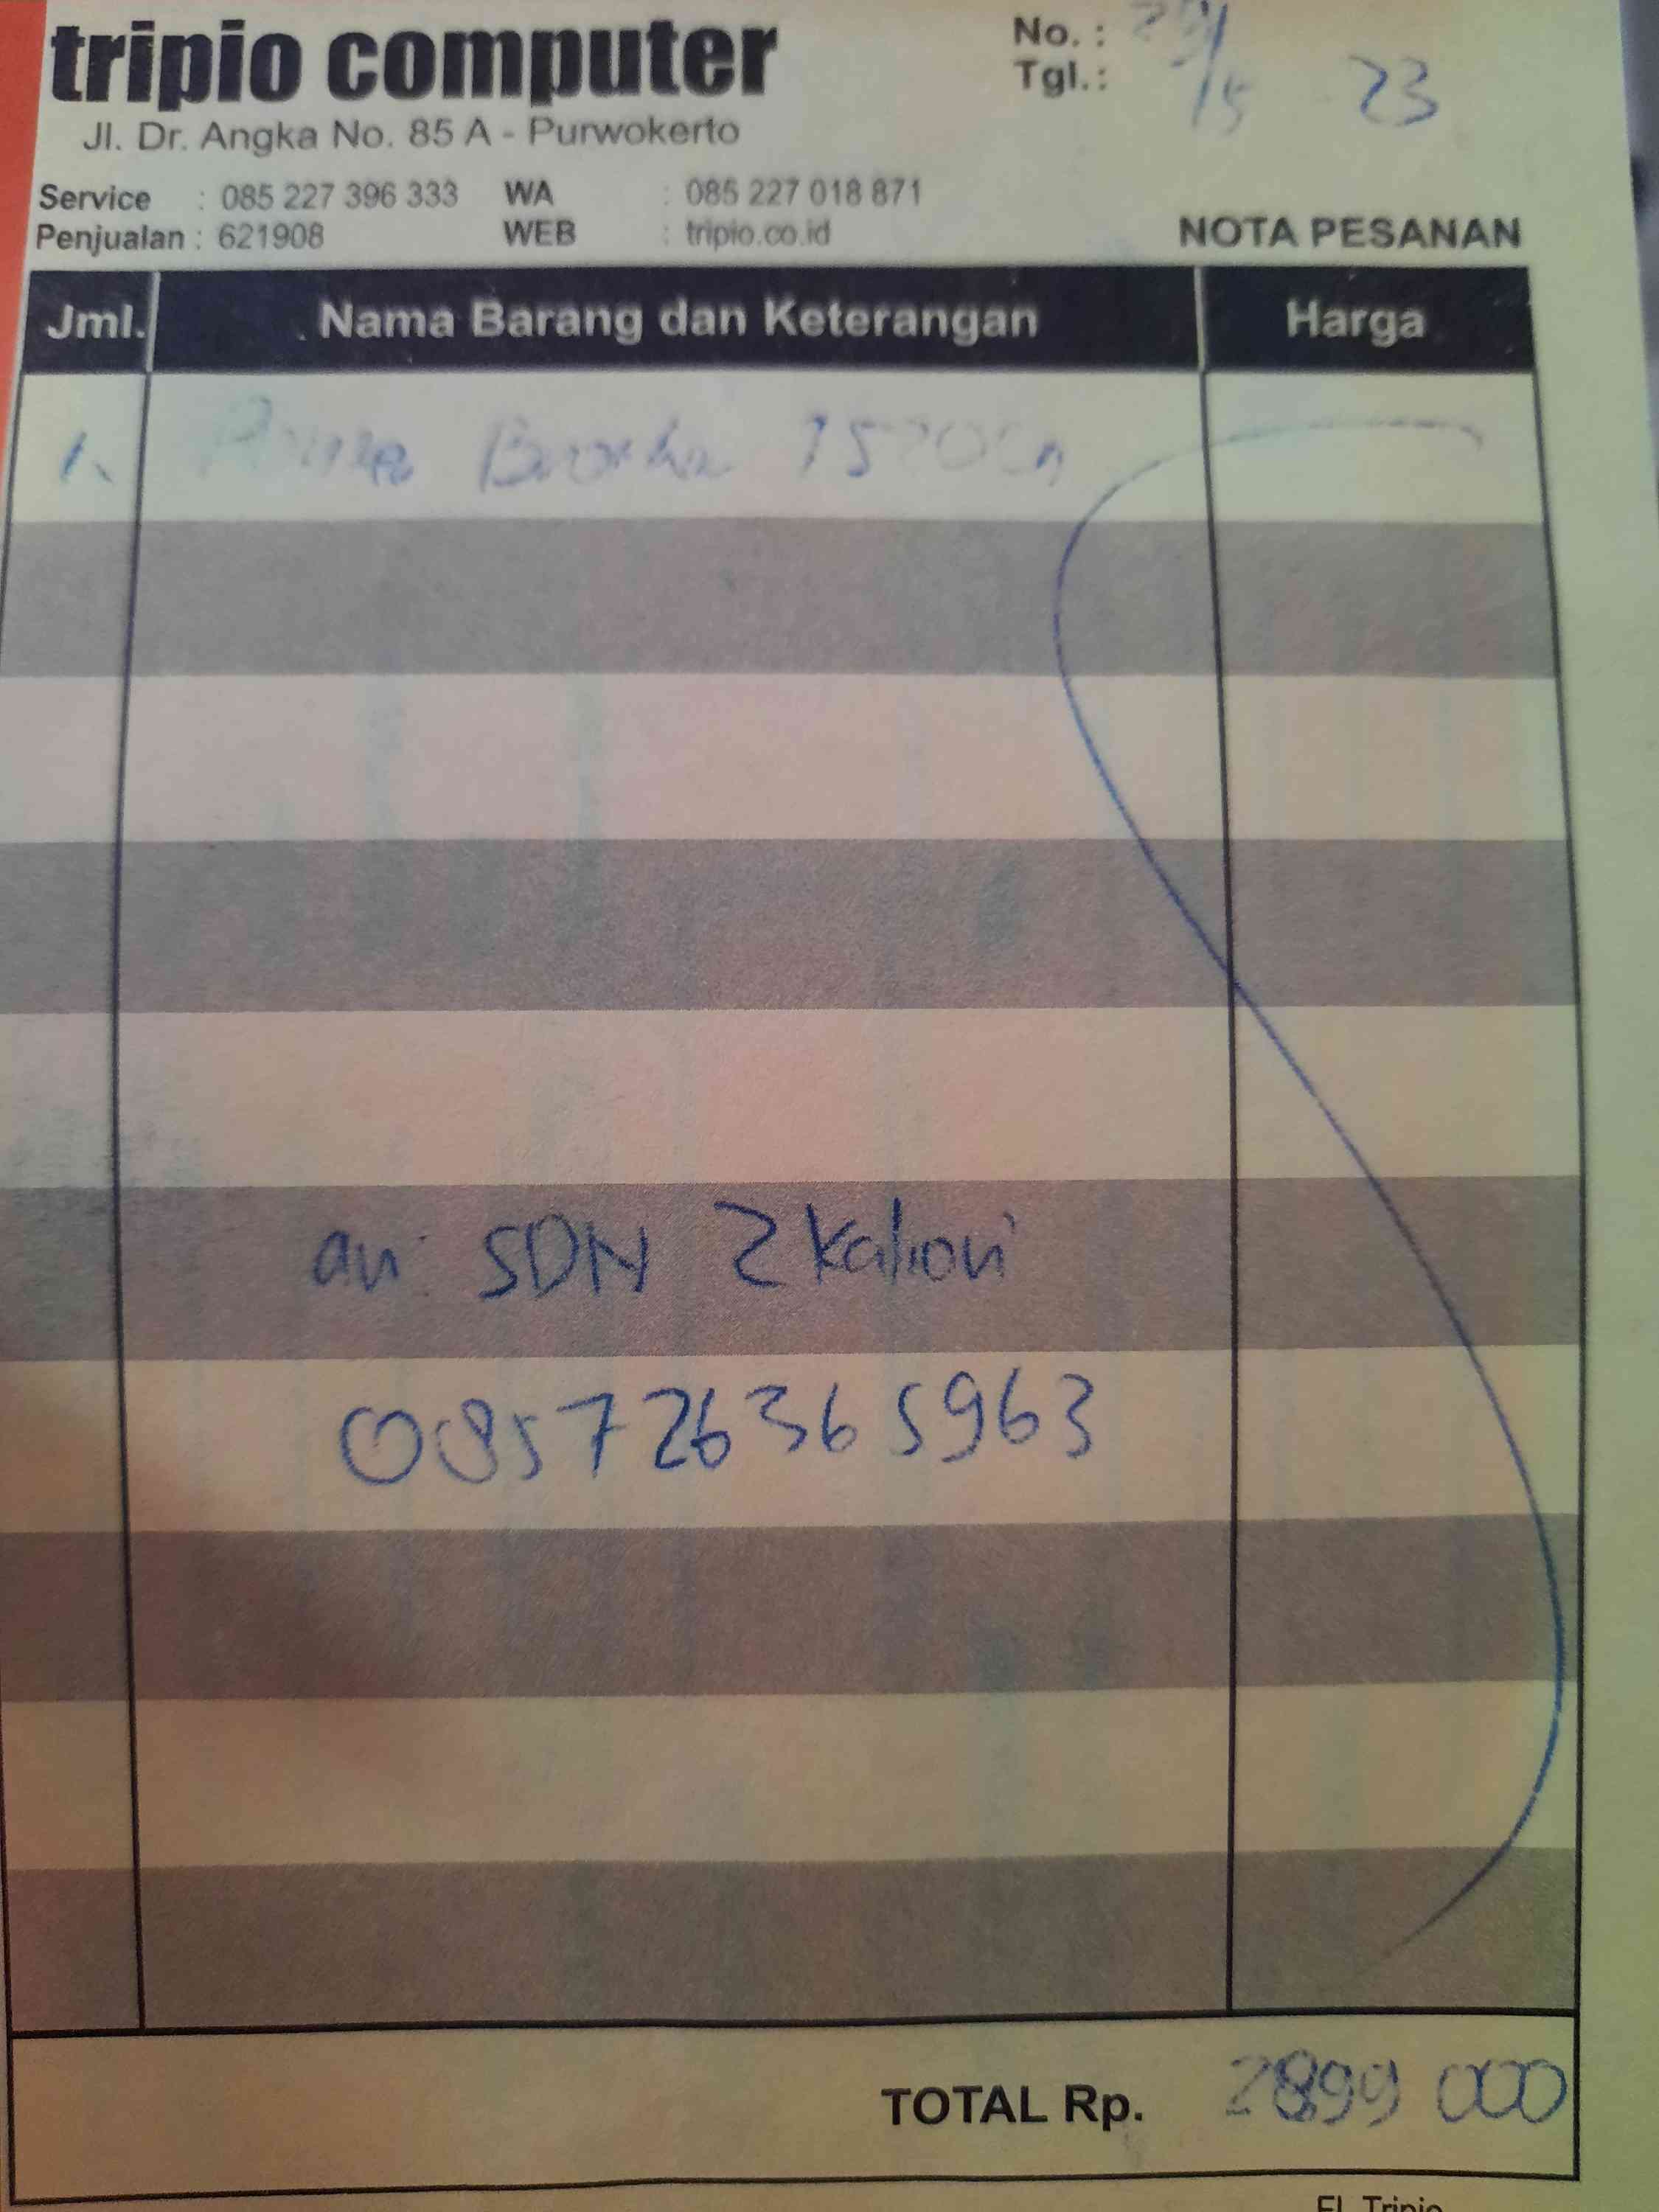 tripio computer
No. :
Jl. Dr. Angka No. 85 A - Purwokerto
Tgl. : /5 23
Service : 085 227 396 333 WA : 085 227 018 871
Penjualan : 621908 WEB : tripio.co.id
NOTA PESANAN
Jml. Nama Barang dan Keterangan Harga
1.
an SDN 2 Kaliori
085726365963
TOTAL Rp. 2899 000